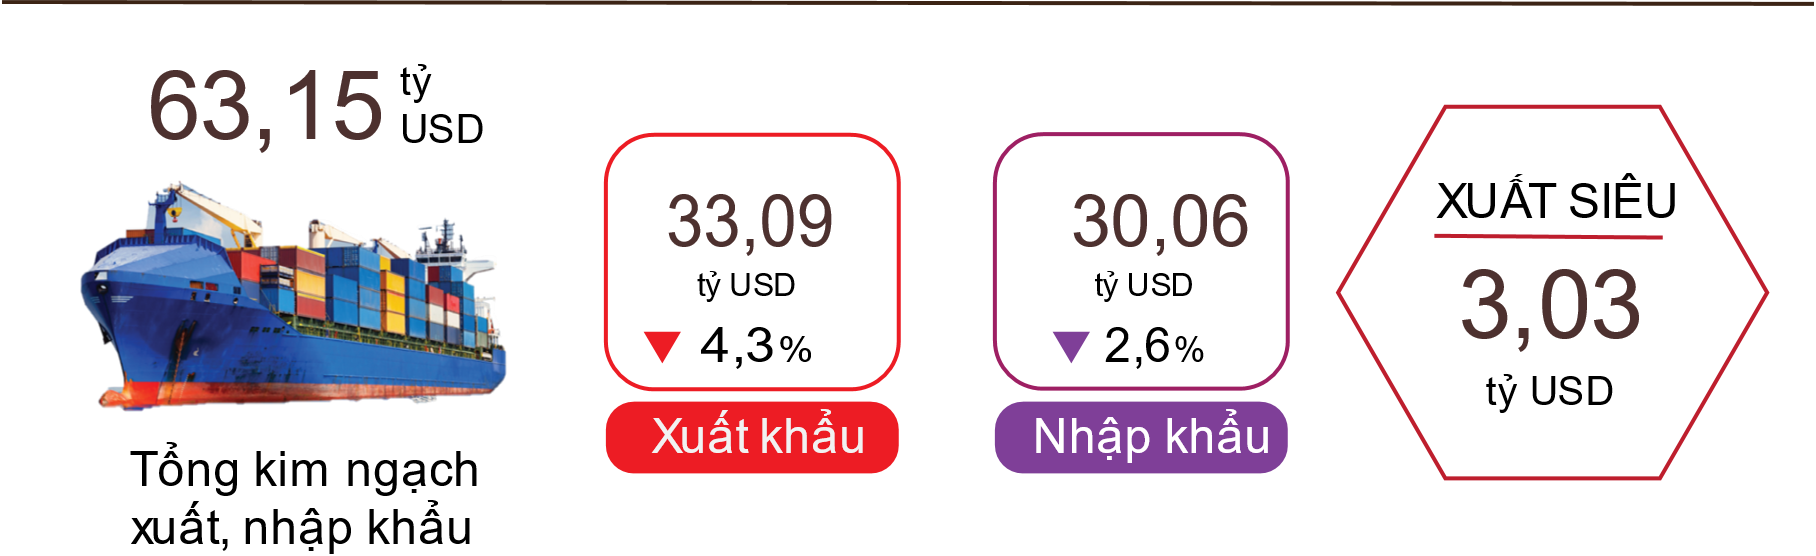 63,15 tỷ
USD
Tổng kim ngạch
xuất, nhập khẩu
33,09
tỷ USD
▼ 4,3%
Xuất khẩu
30,06
tỷ USD
▼ 2,6%
Nhập khẩu
XUẤT SIÊU
3,03
tỷ USD